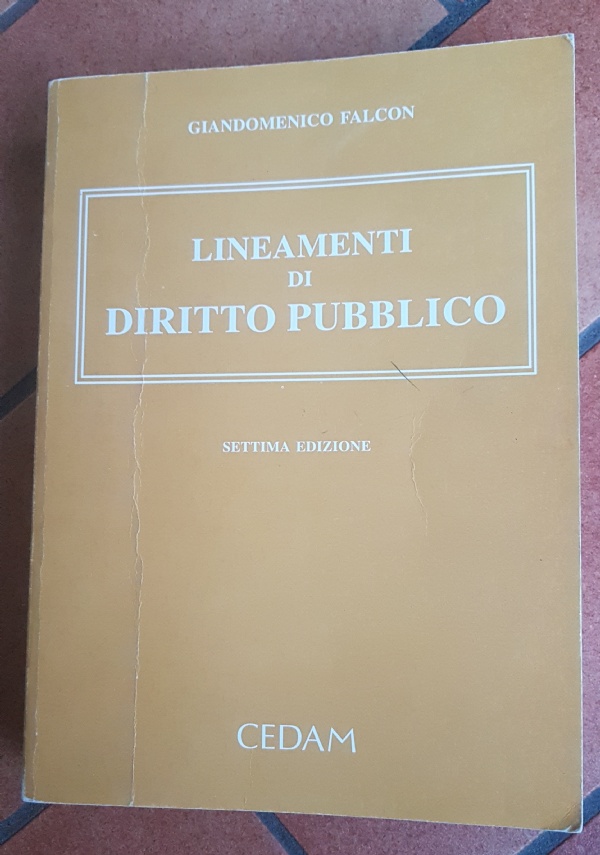 GIANDOMENICO FALCON
LINEAMENTI
DI
DIRITTO PUBBLICO
SETTIMA EDIZIONE
CEDAM